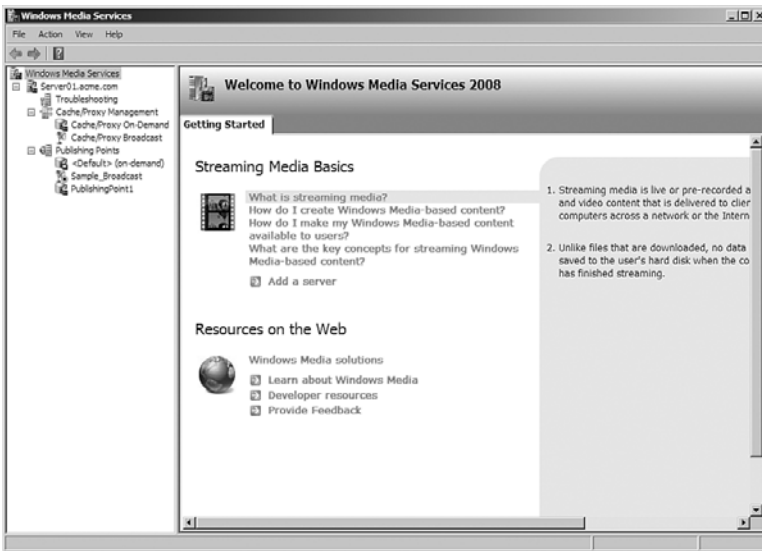 Windows Media Services
File Action View Help
Windows Media Services
Server01.acme.com
Troubleshooting
Cache/Proxy Management
Cache/Proxy On-Demand
Cache/Proxy Broadcast
Publishing Points
<Default> (on-demand)
Sample_Broadcast
PublishingPoint1
Welcome to Windows Media Services 2008
Getting Started
Streaming Media Basics
What is streaming media?
How do I create Windows Media-based content?
How do I make my Windows Media-based content
available to users?
What are the key concepts for streaming Windows
Media-based content?
Add a server
Resources on the Web
Windows Media solutions
Learn about Windows Media
Developer resources
Provide Feedback
1. Streaming media is live or pre-recorded a
and video content that is delivered to clier
computers across a network or the Intern
2. Unlike files that are downloaded, no data
saved to the user's hard disk when the co
has finished streaming.